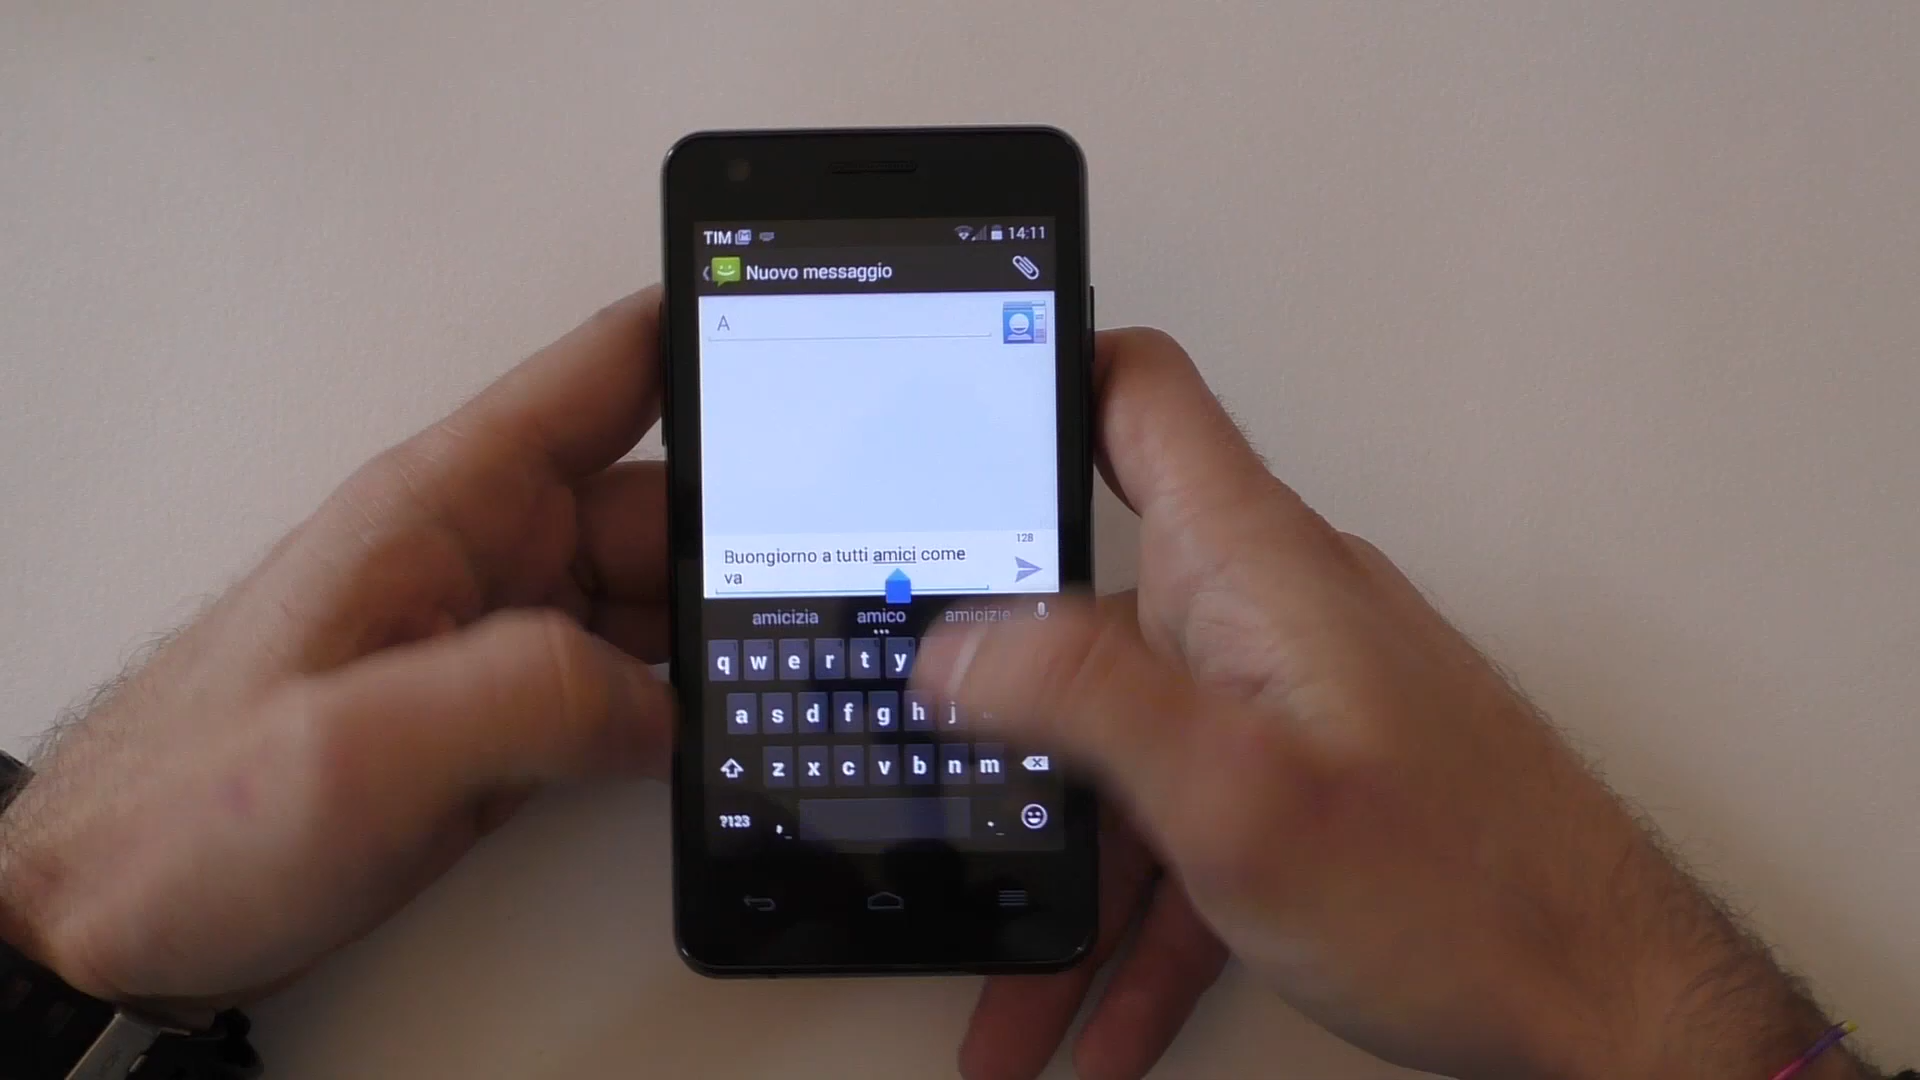 TIM 14:11
Nuovo messaggio
A
128
Buongiorno a tutti amici come
va
amicizia amico amicizie
q w e r t y
a s d f g h j
z x c v b n m
?123 , .